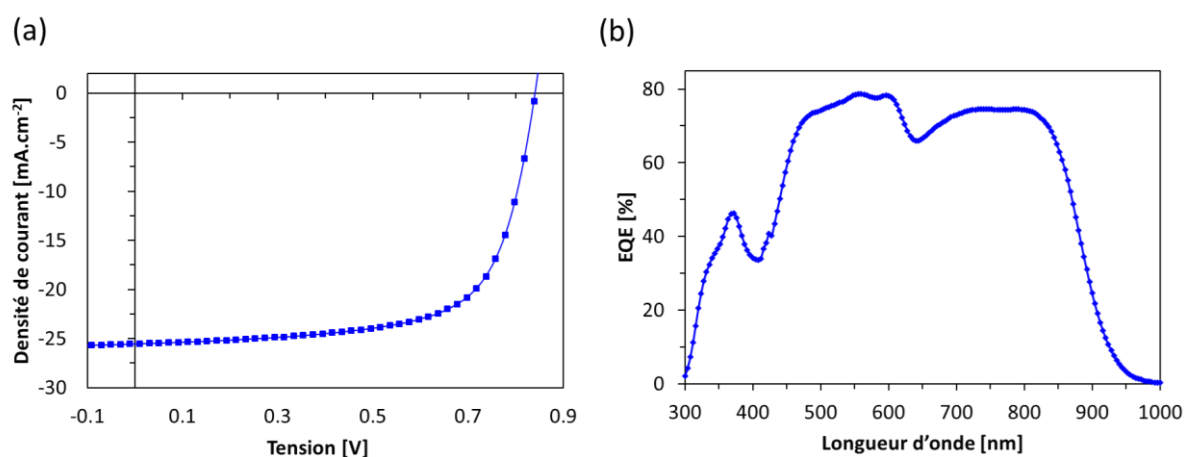 (a)
Densité de courant [mA.cm-2]
0
-5
-10
-15
-20
-25
-30
-0.1 0.1 0.3 0.5 0.7 0.9
Tension [V]
(b)
EQE [%]
80
60
40
20
0
300 400 500 600 700 800 900 1000
Longueur d’onde [nm]